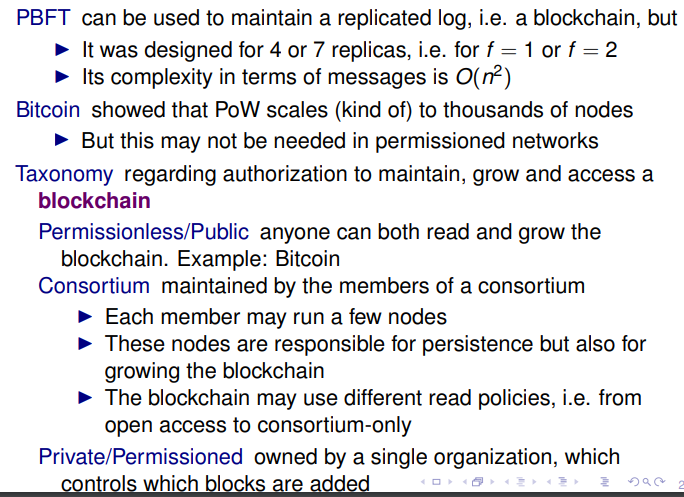 PBFT can be used to maintain a replicated log, i.e. a blockchain, but
▶ It was designed for 4 or 7 replicas, i.e. for f = 1 or f = 2
▶ Its complexity in terms of messages is O(n²)
Bitcoin showed that PoW scales (kind of) to thousands of nodes
▶ But this may not be needed in permissioned networks
Taxonomy regarding authorization to maintain, grow and access a
blockchain
Permissionless/Public anyone can both read and grow the
blockchain. Example: Bitcoin
Consortium maintained by the members of a consortium
▶ Each member may run a few nodes
▶ These nodes are responsible for persistence but also for
growing the blockchain
▶ The blockchain may use different read policies, i.e. from
open access to consortium-only
Private/Permissioned owned by a single organization, which
controls which blocks are added
2